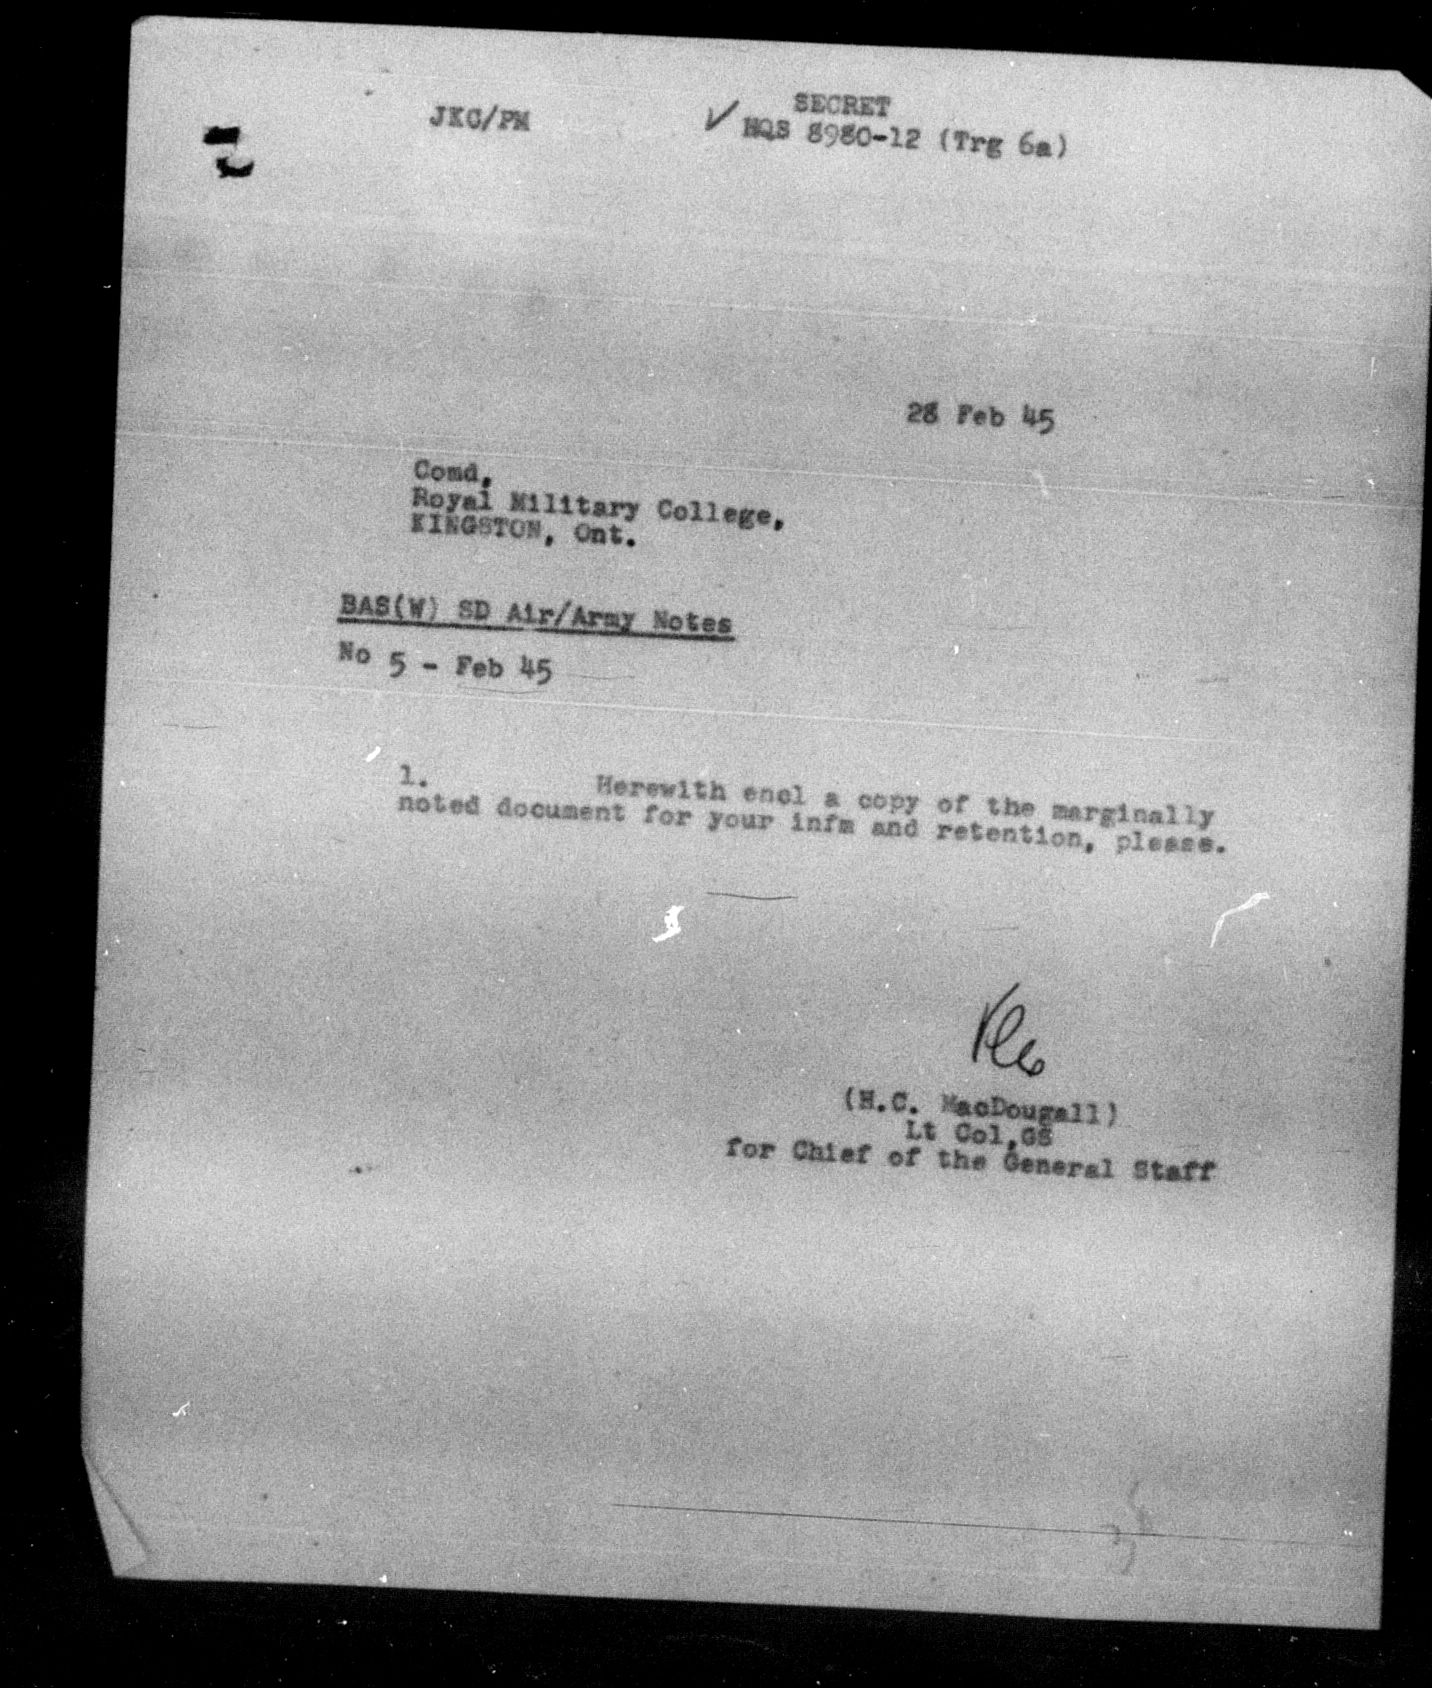 JKG/PM
SECRET
HQS 8980-12 (Trg 6a)
28 Feb 45
Comd,
Royal Military College,
KINGSTON, Ont.
BAS(W) SD Air/Army Notes
No 5 - Feb 45
1. Herewith encl a copy of the marginally
noted document for your infm and retention, please.
(H.C. MacDougall)
Lt Col,GS
for Chief of the General Staff